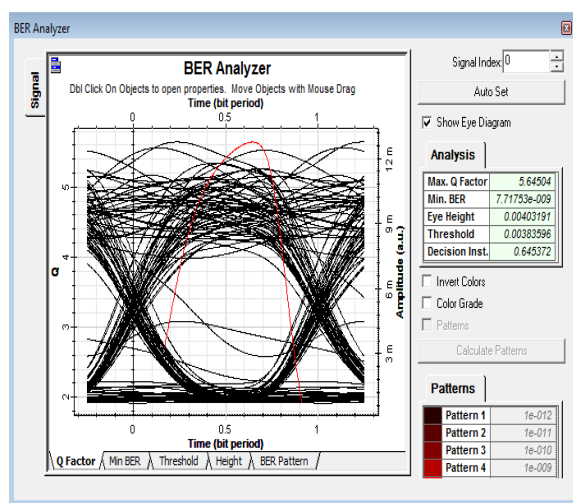 BER Analyzer
Signal
BER Analyzer
Dbl Click On Objects to open properties. Move Objects with Mouse Drag
Time (bit period)
0 0.5 1
5
4
Q
3
2
12 m
9 m
Amplitude (a.u.)
6 m
3 m
0 0.5 1
Time (bit period)
Q Factor Min BER Threshold Height BER Pattern
Signal Index: 0
Auto Set
Show Eye Diagram
Analysis
Max. Q Factor 5.64504
Min. BER 7.71753e-009
Eye Height 0.00403191
Threshold 0.00383596
Decision Inst. 0.645372
Invert Colors
Color Grade
Patterns
Calculate Patterns
Patterns
Pattern 1 1e-012
Pattern 2 1e-011
Pattern 3 1e-010
Pattern 4 1e-009